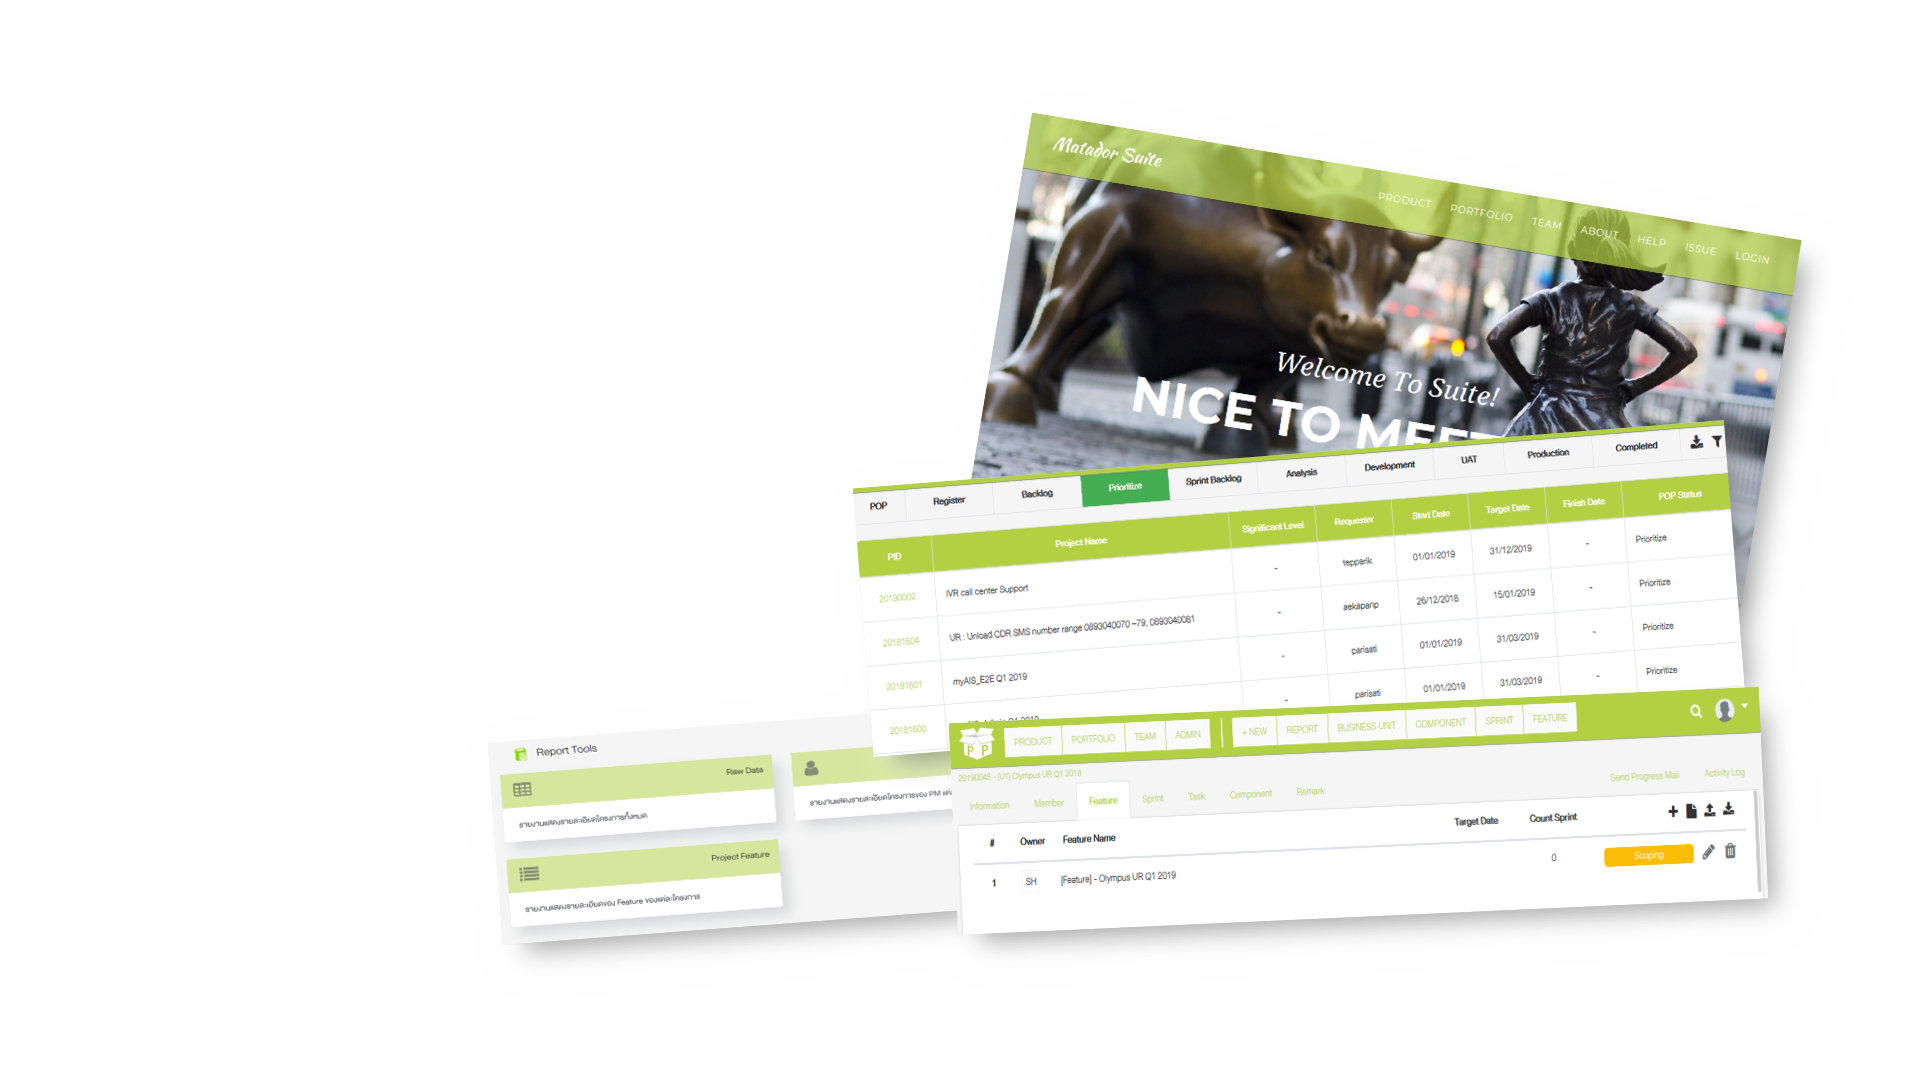 Matador Suite
PRODUCT PORTFOLIO TEAM ABOUT HELP ISSUE LOGIN
Welcome To Suite!
NICE TO MEET
POP Register Backlog Prioritize Sprint Backlog Analysis Development UAT Production Completed
PID Project Name Significant Level Requester Start Date Target Date Finish Date POP Status
20190002 IVR call center Support - tepparik 01/01/2019 31/12/2019 - Prioritize
20181604 UR : Unload CDR SMS number range 0893040070 –79, 0893040081 - aekapanp 26/12/2018 15/01/2019 - Prioritize
20181601 myAIS_E2E Q1 2019 - parisati 01/01/2019 31/03/2019 - Prioritize
20181600 - parisati 01/01/2019 31/03/2019 - Prioritize
Report Tools
Raw Data
รายงานแสดงรายละเอียดโครงการทั้งหมด
รายงานแสดงรายละเอียดโครงการของ PM
Project Feature
รายงานแสดงรายละเอียดของ Feature ของแต่ละโครงการ
P P
PRODUCT PORTFOLIO TEAM ADMIN + NEW REPORT BUSINESS UNIT COMPONENT SPRINT FEATURE
20190045 - (U1) Olympus UR Q1 2019
Send Progress Mail Activity Log
Information Member Feature Sprint Task Component Remark
# Owner Feature Name Target Date Count Sprint
1 SH [Feature] - Olympus UR Q1 2019 0 Scoping